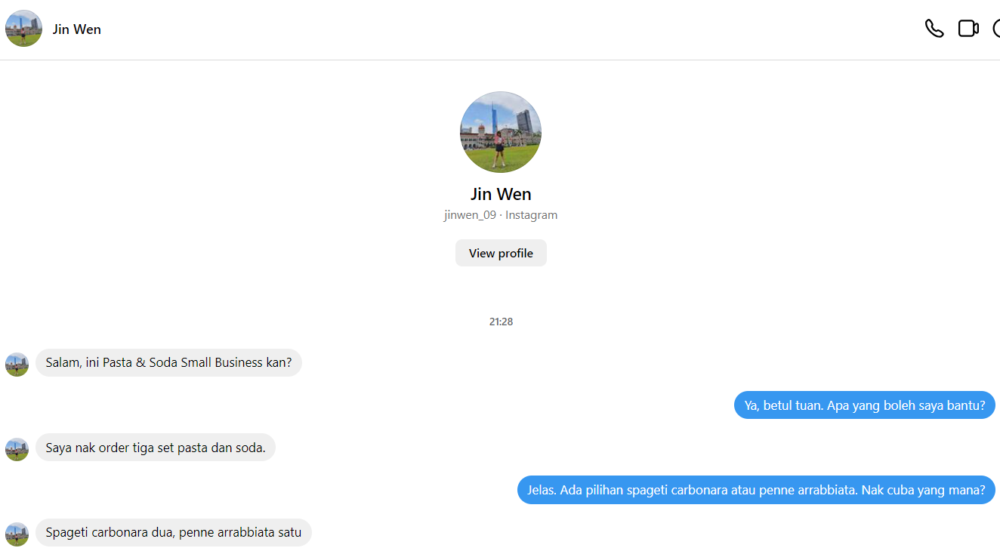 Jin Wen
Jin Wen
jinwen_09 · Instagram
View profile
21:28
Salam, ini Pasta & Soda Small Business kan?
Ya, betul tuan. Apa yang boleh saya bantu?
Saya nak order tiga set pasta dan soda.
Jelas. Ada pilihan spageti carbonara atau penne arrabbiata. Nak cuba yang mana?
Spageti carbonara dua, penne arrabbiata satu